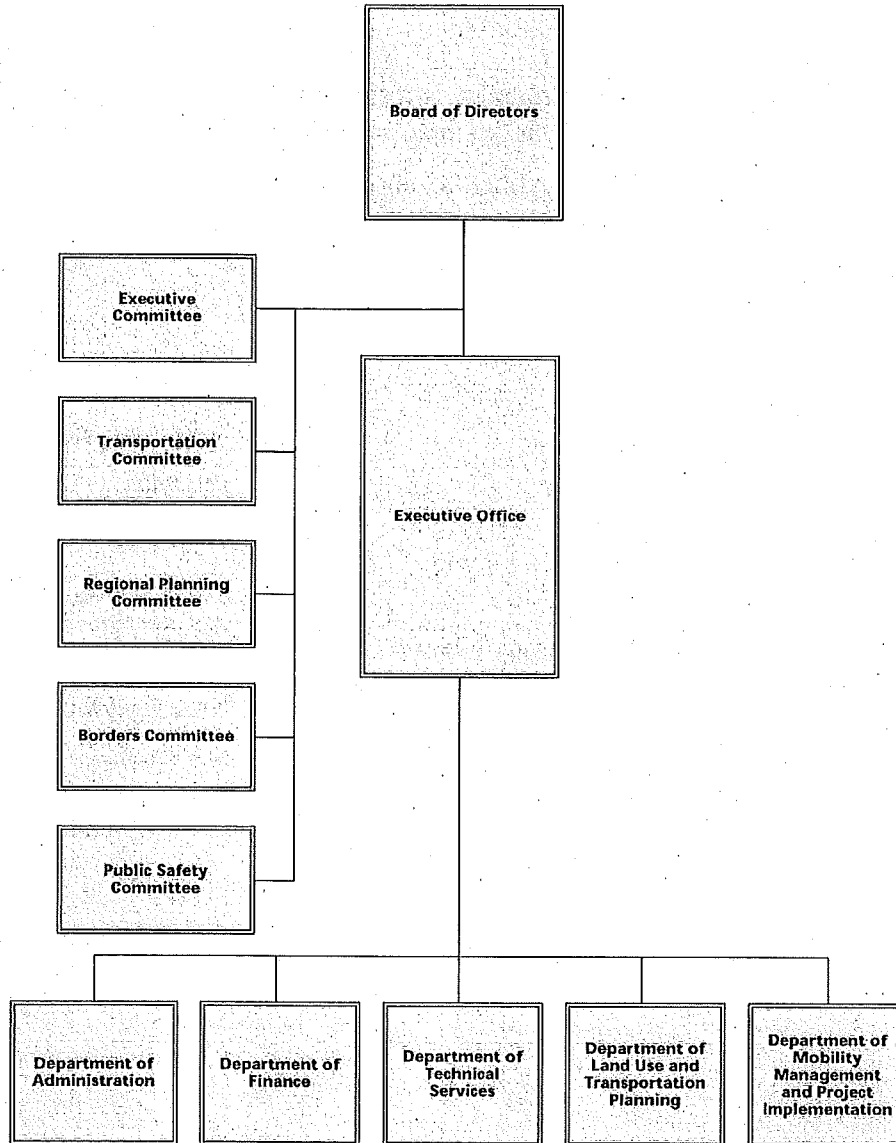 Board of Directors
Executive
Committee
Transportation
Committee
Regional Planning
Committee
Borders Committee
Public Safety
Committee
Executive Office
Department of
Administration
Department of
Finance
Department of
Technical
Services
Department of
Land Use and
Transportation
Planning
Department of
Mobility
Management
and Project
Implementation